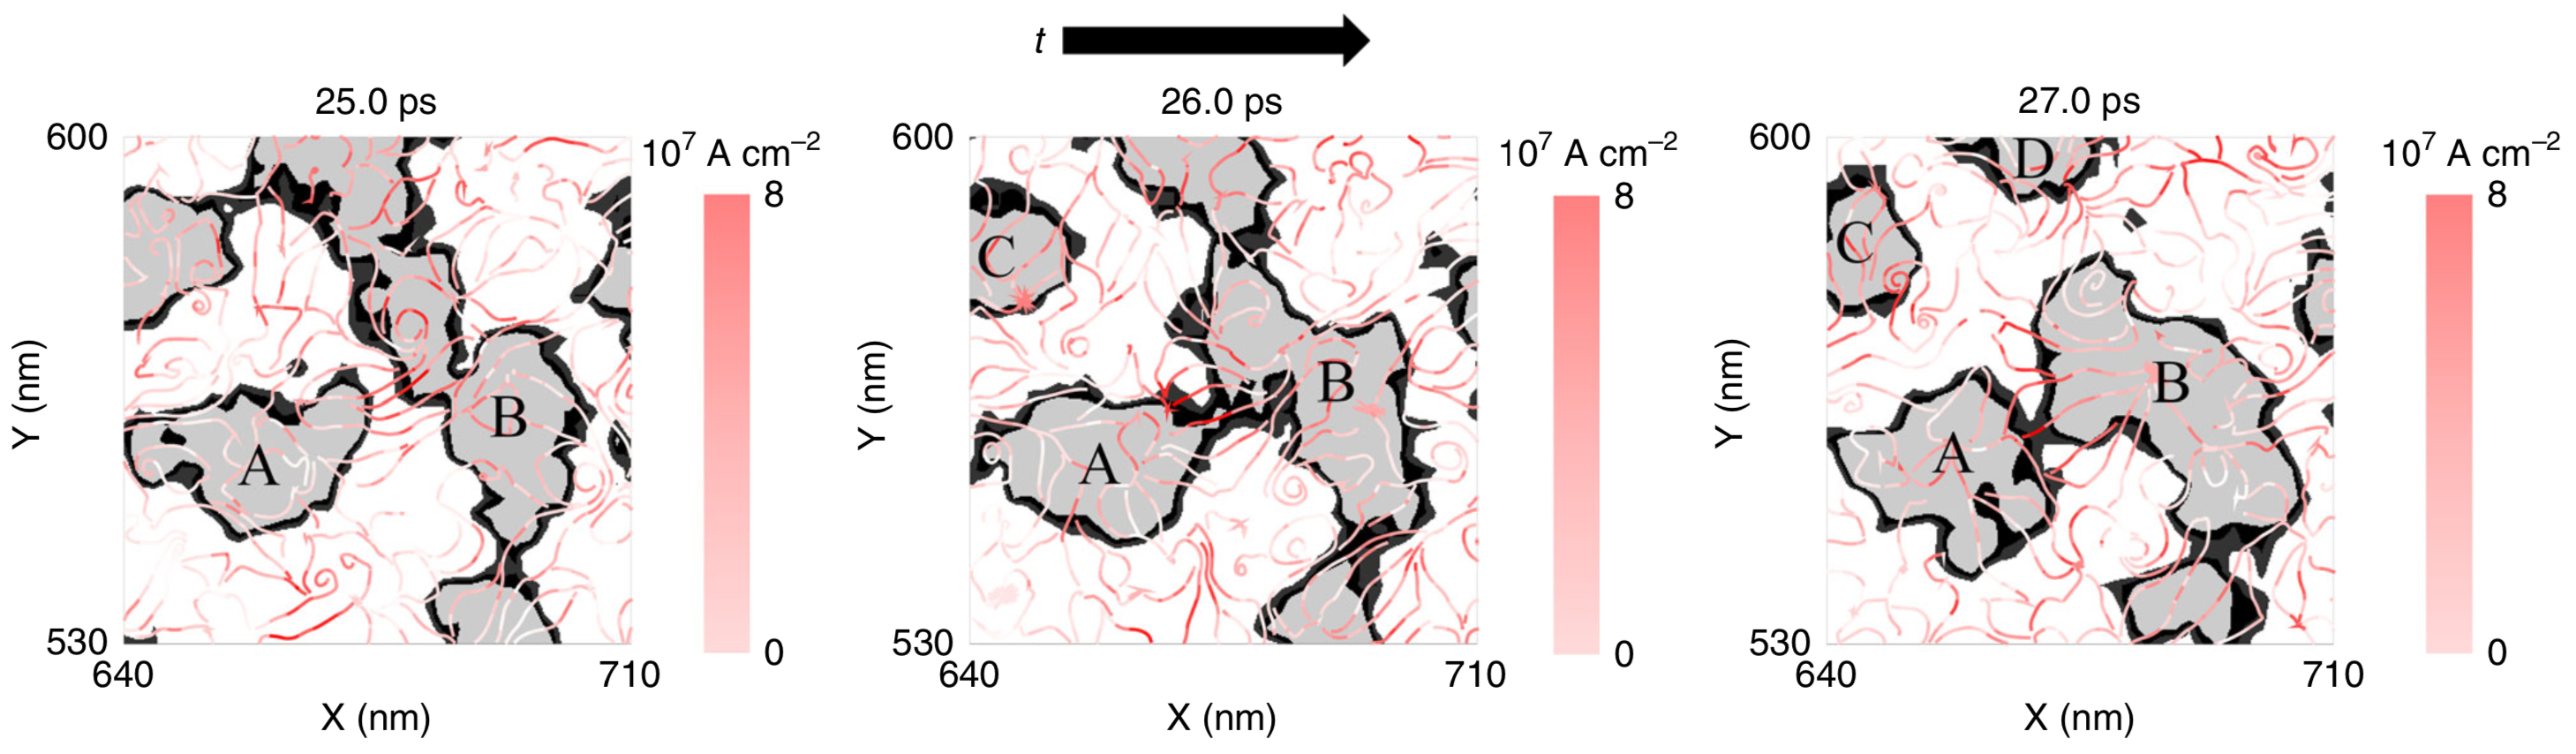 t
25.0 ps
26.0 ps
27.0 ps
600
10⁷ A cm⁻²
8
A
B
Y (nm)
530
0
640
710
X (nm)
600
10⁷ A cm⁻²
8
C
B
A
Y (nm)
530
0
640
710
X (nm)
600
10⁷ A cm⁻²
8
D
C
B
A
Y (nm)
530
0
640
710
X (nm)